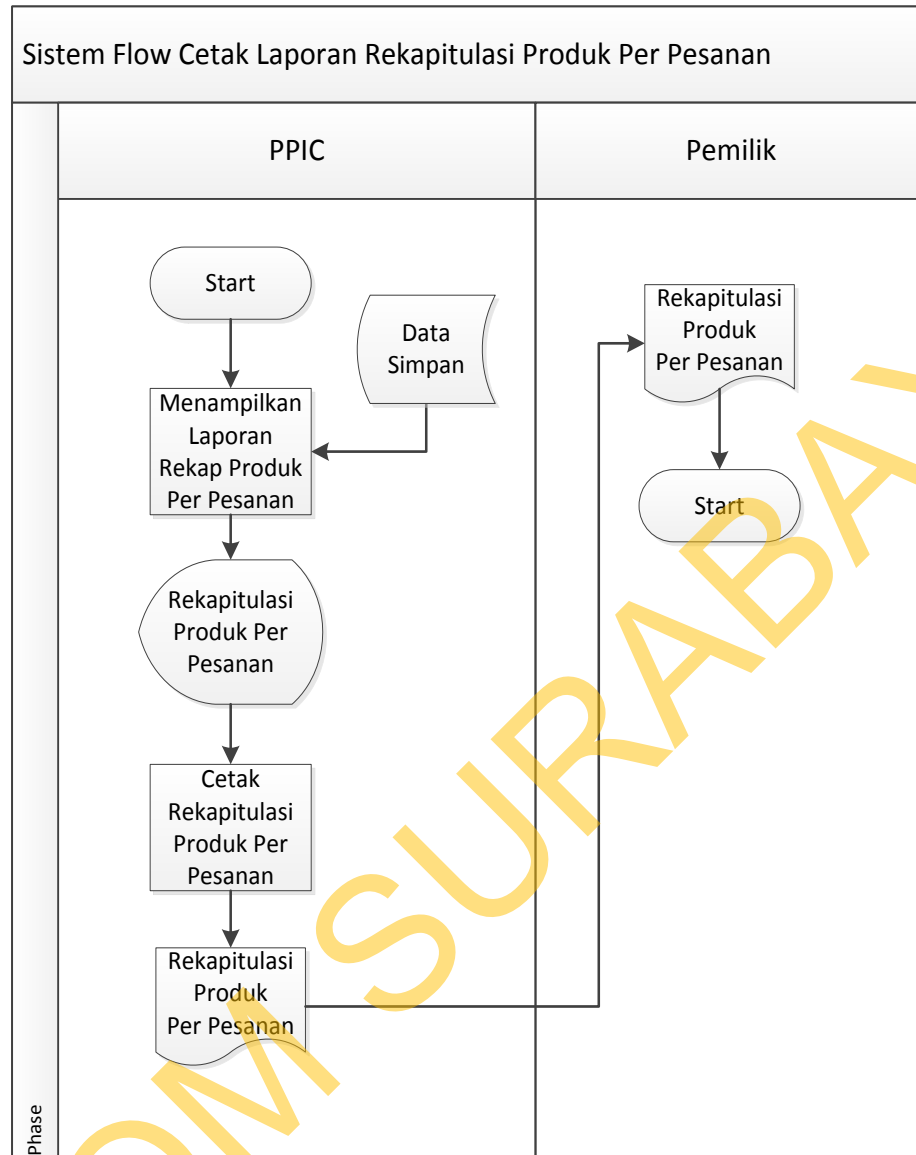 Sistem Flow Cetak Laporan Rekapitulasi Produk Per Pesanan
PPIC
Pemilik
Start
Data
Simpan
Menampilkan
Laporan
Rekap Produk
Per Pesanan
Rekapitulasi
Produk Per
Pesanan
Cetak
Rekapitulasi
Produk Per
Pesanan
Rekapitulasi
Produk
Per Pesanan
Rekapitulasi
Produk
Per Pesanan
Start
Phase
OM SURABAY